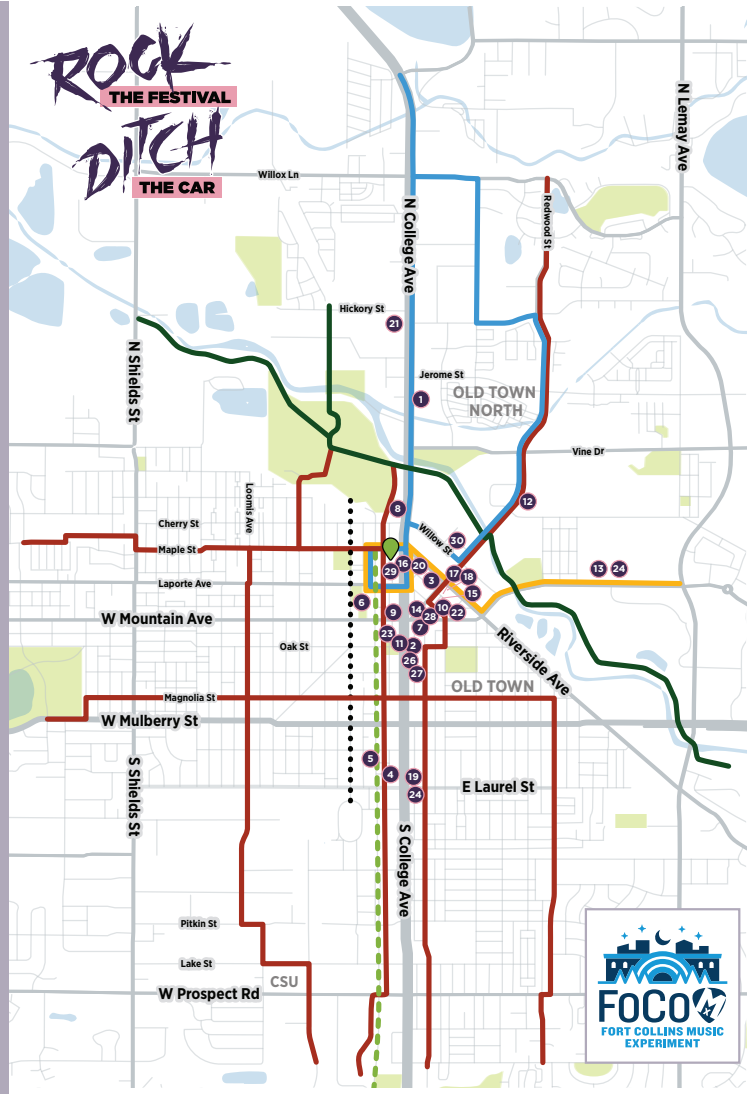 ROCK
THE FESTIVAL
DITCH
THE CAR
N Lemay Ave
Willox Ln
N College Ave
Redwood St
Hickory St
21
N Shields St
Jerome St
1
OLD TOWN
NORTH
Vine Dr
Loomis Ave
12
8
Cherry St
Willow St
30
Maple St
16
20
29
17
18
13
24
3
Laporte Ave
15
6
9
14
10
22
28
W Mountain Ave
7
23
Riverside Ave
11
2
Oak St
26
27
OLD TOWN
Magnolia St
W Mulberry St
S Shields St
5
4
19
E Laurel St
24
S College Ave
Pitkin St
Lake St
CSU
W Prospect Rd
FoCoM
FORT COLLINS MUSIC
EXPERIMENT